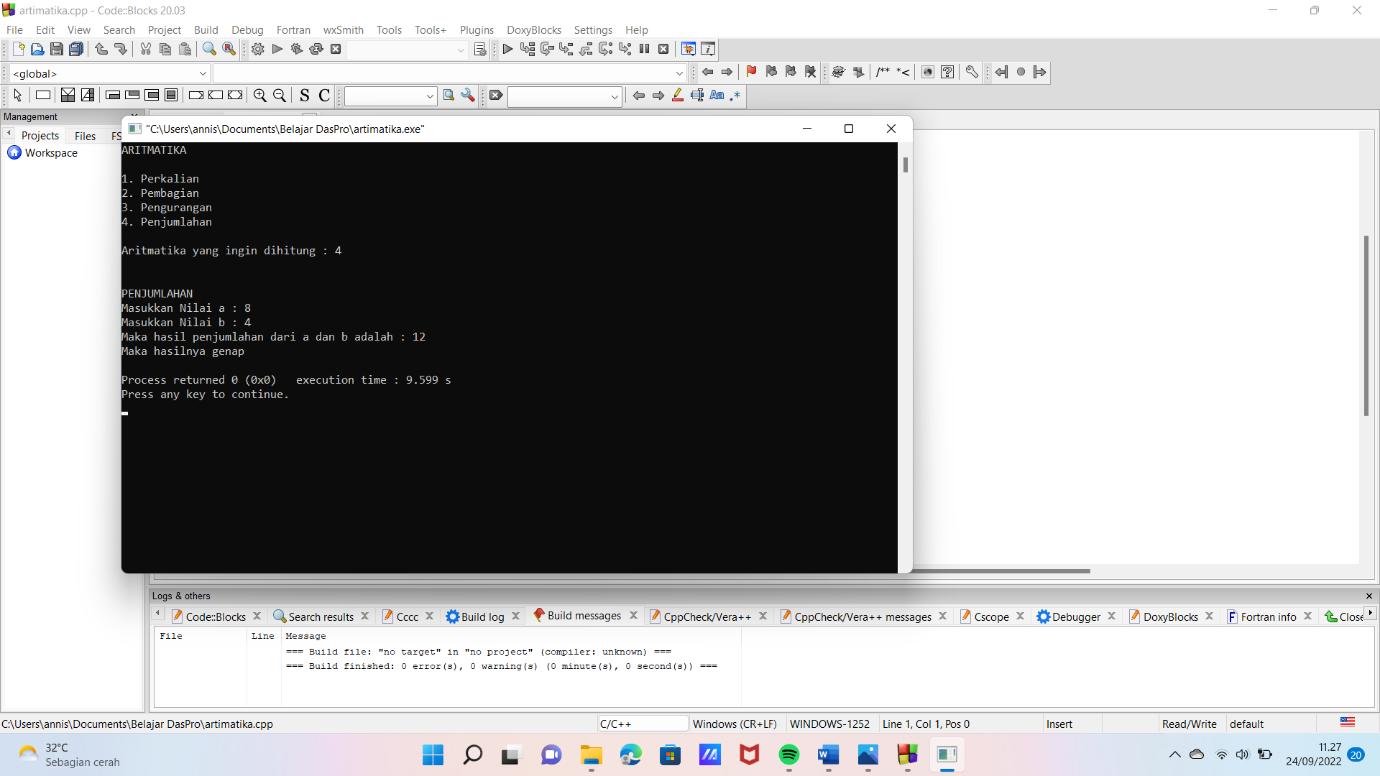 artimatika.cpp - Code::Blocks 20.03
File Edit View Search Project Build Debug Fortran wxSmith Tools Tools+ Plugins DoxyBlocks Settings Help
<global>
/** *<
S C
Aa .*
Management
Projects Files FS
Workspace
"C:\Users\annis\Documents\Belajar DasPro\artimatika.exe"
ARITMATIKA
1. Perkalian
2. Pembagian
3. Pengurangan
4. Penjumlahan
Aritmatika yang ingin dihitung : 4
PENJUMLAHAN
Masukkan Nilai a : 8
Masukkan Nilai b : 4
Maka hasil penjumlahan dari a dan b adalah : 12
Maka hasilnya genap
Process returned 0 (0x0)   execution time : 9.599 s
Press any key to continue.
Logs & others
Code::Blocks Search results Cccc Build log Build messages CppCheck/Vera++ CppCheck/Vera++ messages Cscope Debugger DoxyBlocks Fortran info Close
File Line Message
=== Build file: "no target" in "no project" (compiler: unknown) ===
=== Build finished: 0 error(s), 0 warning(s) (0 minute(s), 0 second(s)) ===
C:\Users\annis\Documents\Belajar DasPro\artimatika.cpp C/C++ Windows (CR+LF) WINDOWS-1252 Line 1, Col 1, Pos 0 Insert Read/Write default
32°C
Sebagian cerah
11.27
24/09/2022 20